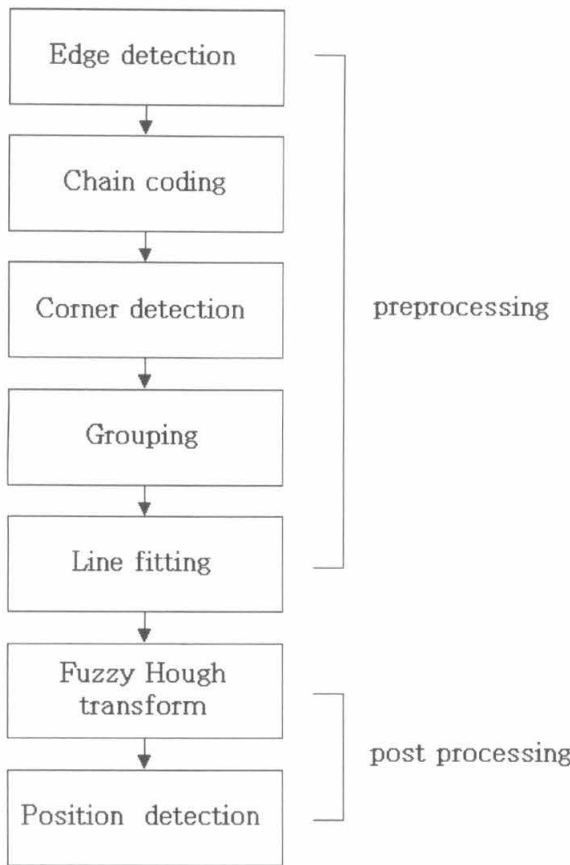 Edge detection
Chain coding
Corner detection
preprocessing
Grouping
Line fitting
Fuzzy Hough
transform
post processing
Position detection